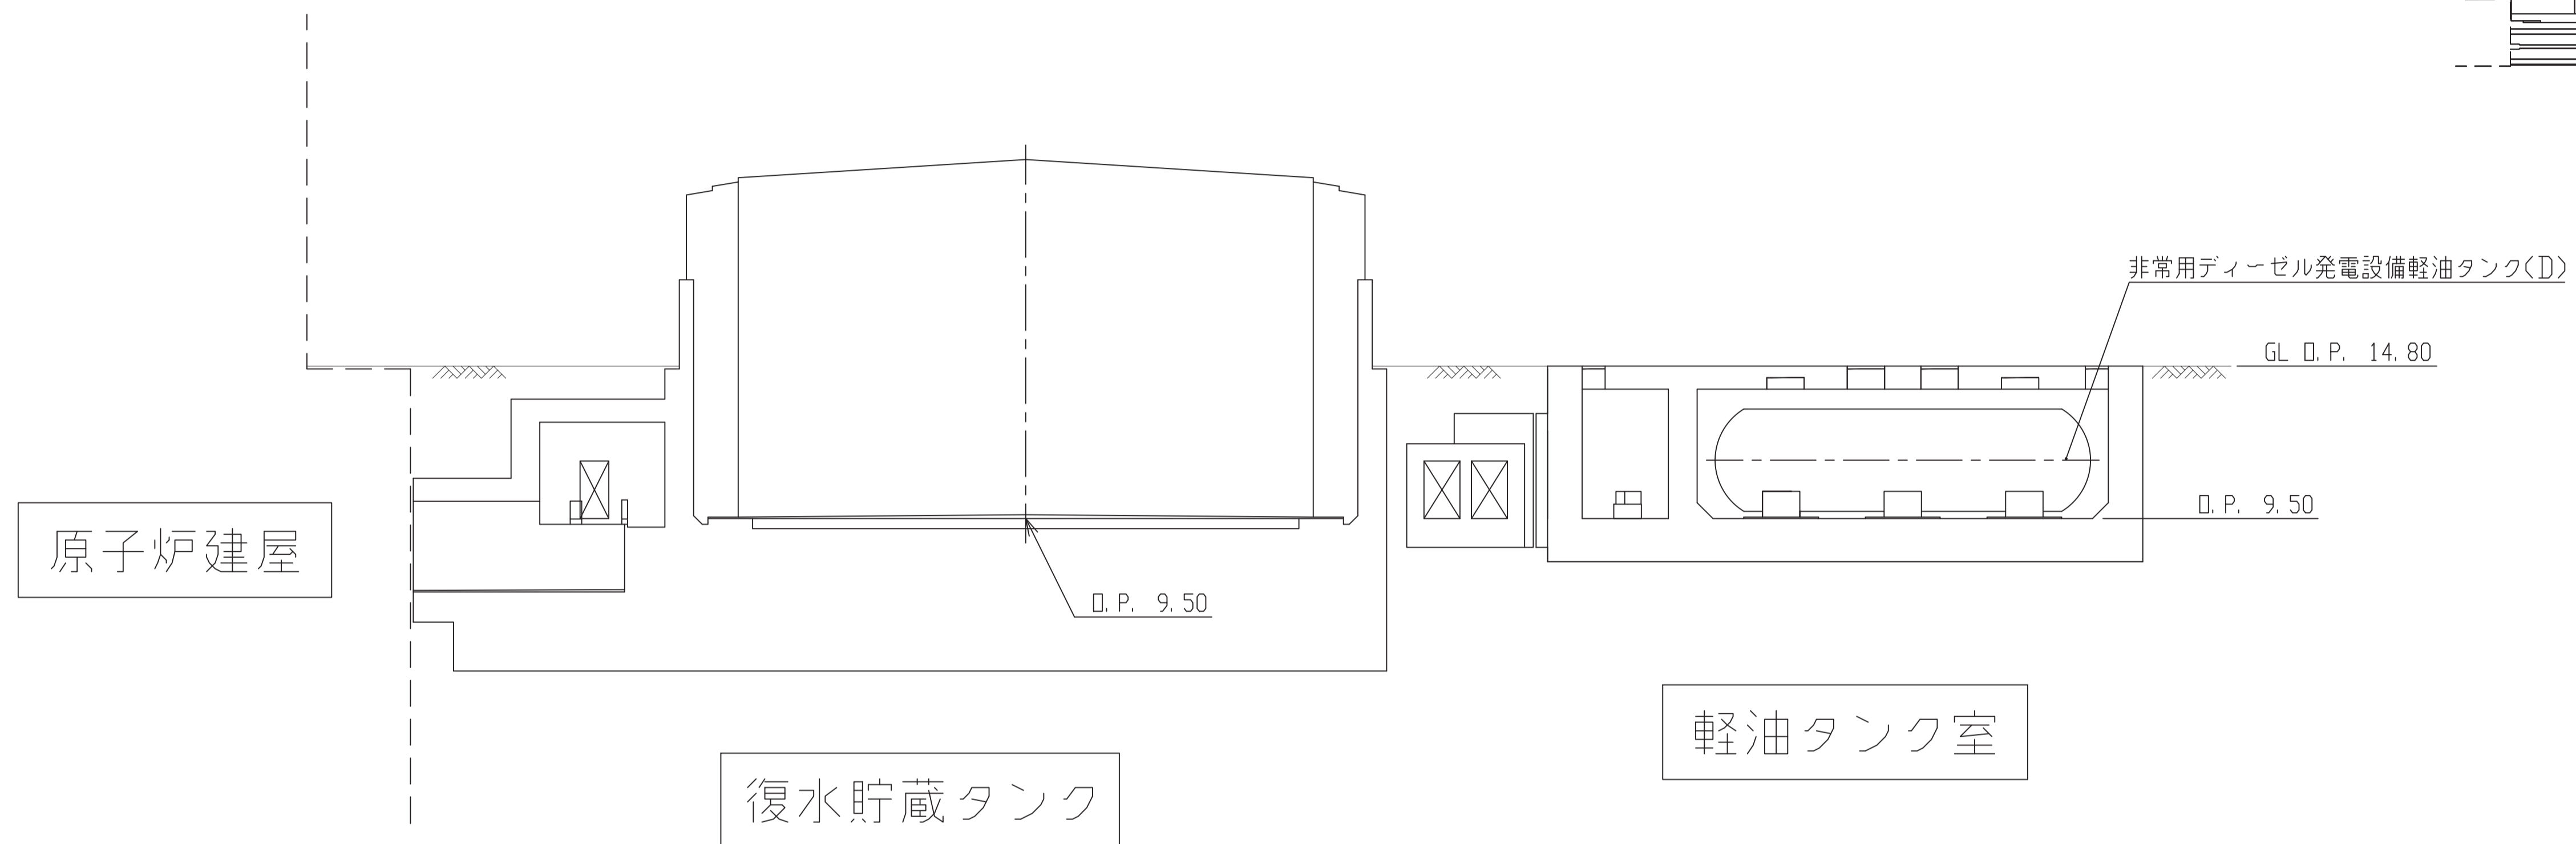 非常用ディーゼル発電設備軽油タンク(D)
GL O.P. 14.80
O.P. 9.50
原子炉建屋
O.P. 9.50
軽油タンク室
復水貯蔵タンク